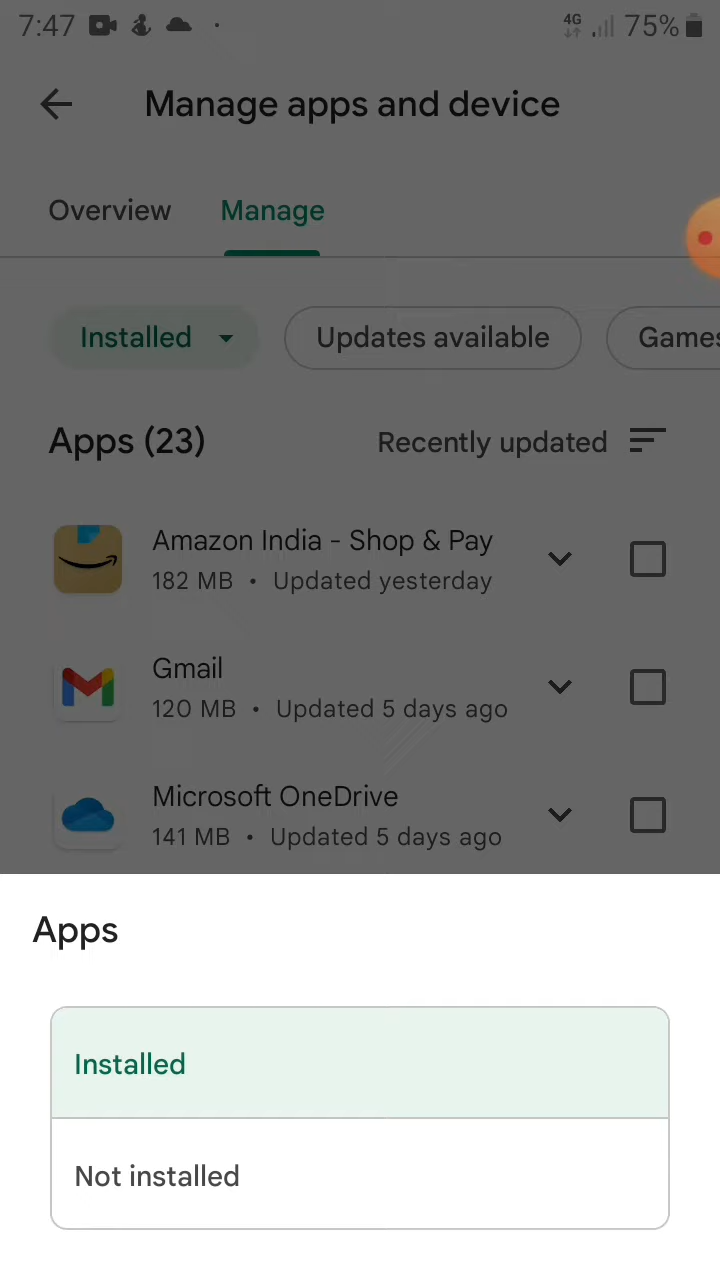 7:47
4G
75%
Manage apps and device
Overview
Manage
Installed
Updates available
Games
Apps (23)
Recently updated
Amazon India - Shop & Pay
182 MB • Updated yesterday
Gmail
120 MB • Updated 5 days ago
Microsoft OneDrive
141 MB • Updated 5 days ago
Apps
Installed
Not installed